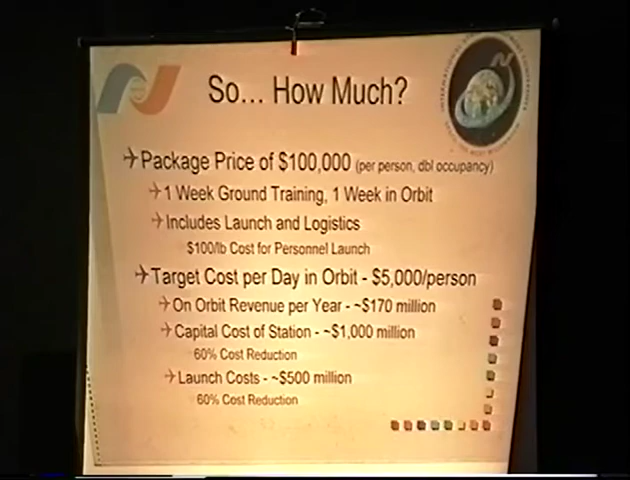 So... How Much?
Package Price of $100,000 (per person, dbl occupancy)
1 Week Ground Training, 1 Week in Orbit
Includes Launch and Logistics
$100/lb Cost for Personnel Launch
Target Cost per Day in Orbit - $5,000/person
On Orbit Revenue per Year - ~$170 million
Capital Cost of Station - ~$1,000 million
60% Cost Reduction
Launch Costs - ~$500 million
60% Cost Reduction